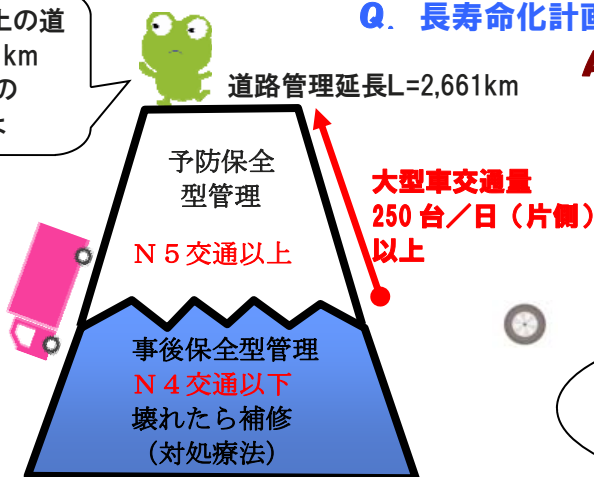 上の道
km
の
Q. 長寿命化計画
道路管理延長L=2,661km
予防保全
型管理
N5交通以上
大型車交通量
250台/日(片側)
以上
事後保全型管理
N4交通以下
壊れたら補修
(対処療法)